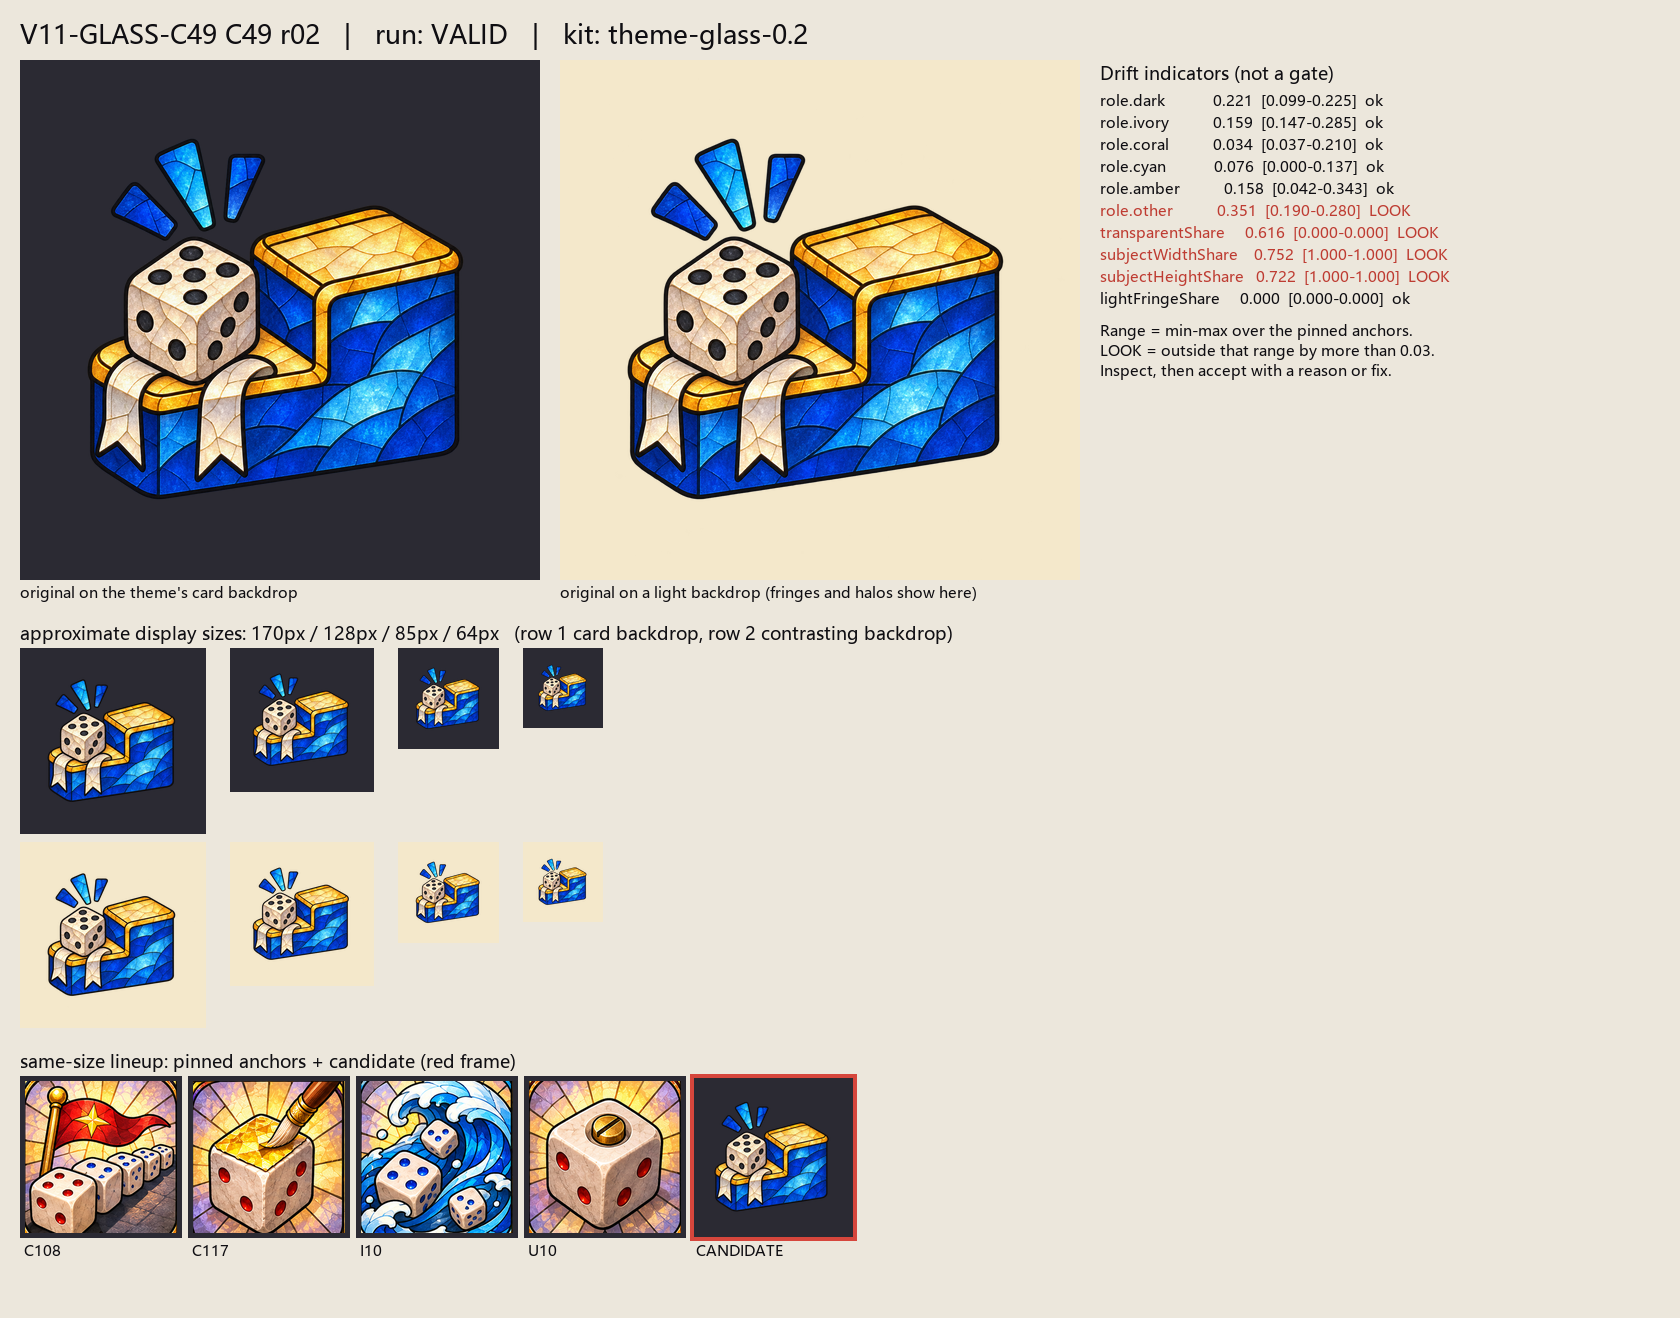 V11-GLASS-C49 C49 r02 | run: VALID | kit: theme-glass-0.2
Drift indicators (not a gate)
role.dark 0.221 [0.099-0.225] ok
role.ivory 0.159 [0.147-0.285] ok
role.coral 0.034 [0.037-0.210] ok
role.cyan 0.076 [0.000-0.137] ok
role.amber 0.158 [0.042-0.343] ok
role.other 0.351 [0.190-0.280] LOOK
transparentShare 0.616 [0.000-0.000] LOOK
subjectWidthShare 0.752 [1.000-1.000] LOOK
subjectHeightShare 0.722 [1.000-1.000] LOOK
lightFringeShare 0.000 [0.000-0.000] ok
Range = min-max over the pinned anchors.
LOOK = outside that range by more than 0.03.
Inspect, then accept with a reason or fix.
original on the theme's card backdrop
original on a light backdrop (fringes and halos show here)
approximate display sizes: 170px / 128px / 85px / 64px (row 1 card backdrop, row 2 contrasting backdrop)
same-size lineup: pinned anchors + candidate (red frame)
C108
C117
I10
U10
CANDIDATE